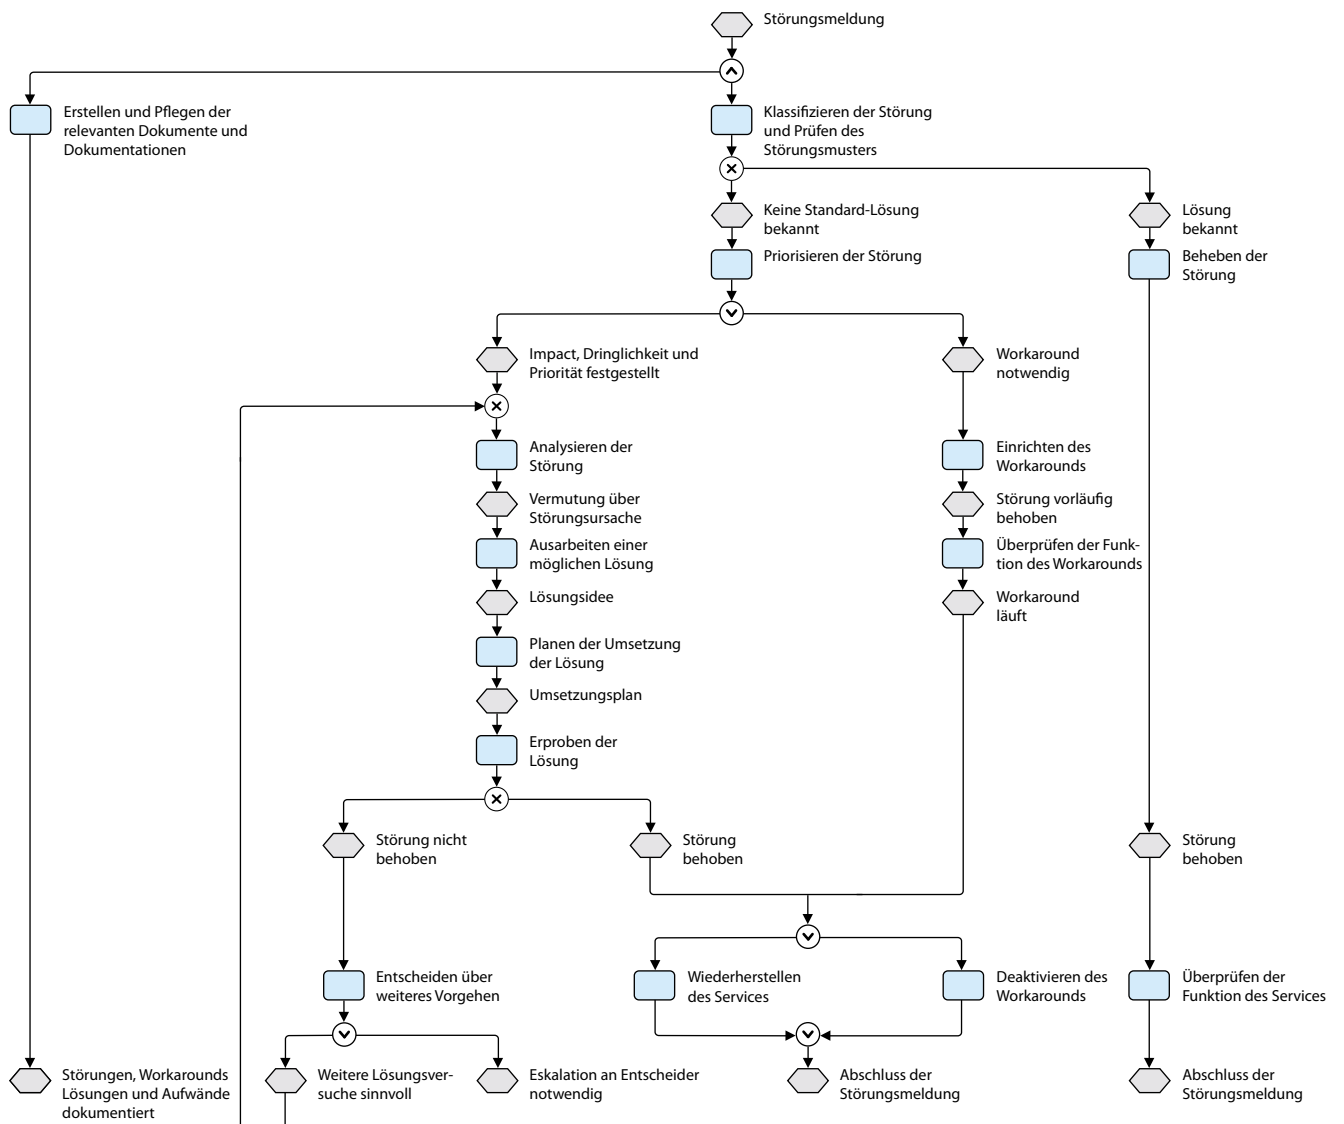 Störungsmeldung
Erstellen und Pflegen der
relevanten Dokumente und
Dokumentationen
Klassifizieren der Störung
und Prüfen des
Störungsmusters
Keine Standard-Lösung
bekannt
Lösung
bekannt
Priorisieren der Störung
Beheben der
Störung
Impact, Dringlichkeit und
Priorität festgestellt
Workaround
notwendig
Analysieren der
Störung
Einrichten des
Workarounds
Vermutung über
Störungsursache
Störung vorläufig
behoben
Ausarbeiten einer
möglichen Lösung
Überprüfen der Funk-
tion des Workarounds
Lösungsidee
Workaround
läuft
Planen der Umsetzung
der Lösung
Umsetzungsplan
Erproben der
Lösung
Störung nicht
behoben
Störung
behoben
Störung
behoben
Entscheiden über
weiteres Vorgehen
Wiederherstellen
des Services
Deaktivieren des
Workarounds
Überprüfen der
Funktion des Services
Störungen, Workarounds
Lösungen und Aufwände
dokumentiert
Weitere Lösungsver-
suche sinnvoll
Eskalation an Entscheider
notwendig
Abschluss der
Störungsmeldung
Abschluss der
Störungsmeldung